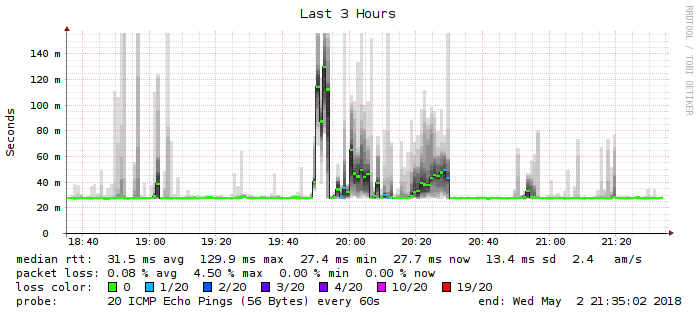 Last 3 Hours
RRDTOOL / TOBI OETIKER
Seconds
140 m
120 m
100 m
80 m
60 m
40 m
20 m
0
18:40 19:00 19:20 19:40 20:00 20:20 20:40 21:00 21:20
median rtt: 31.5 ms avg 129.9 ms max 27.4 ms min 27.7 ms now 13.4 ms sd 2.4 am/s
packet loss: 0.08 % avg 4.50 % max 0.00 % min 0.00 % now
loss color: 0 1/20 2/20 3/20 4/20 10/20 19/20
probe: 20 ICMP Echo Pings (56 Bytes) every 60s end: Wed May 2 21:35:02 2018